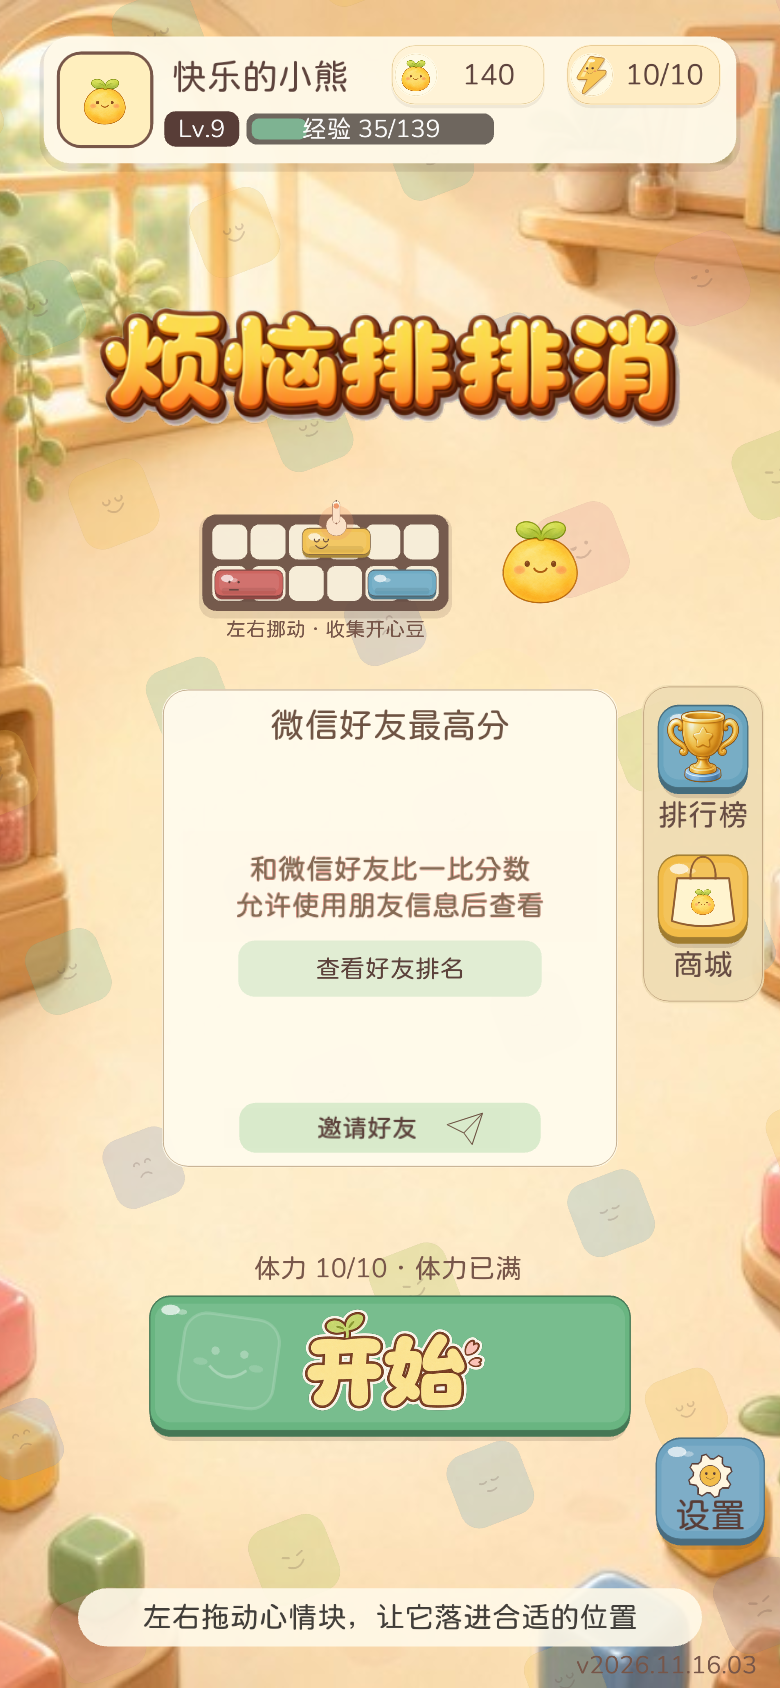 快乐的小熊
140
10/10
Lv.9
经验 35/139
烦恼排排消
左右挪动 · 收集开心豆
微信好友最高分
和微信好友比一比分数
允许使用朋友信息后查看
查看好友排名
邀请好友
排行榜
商城
体力 10/10 · 体力已满
开始
设置
左右拖动心情块，让它落进合适的位置
v2026.11.16.03